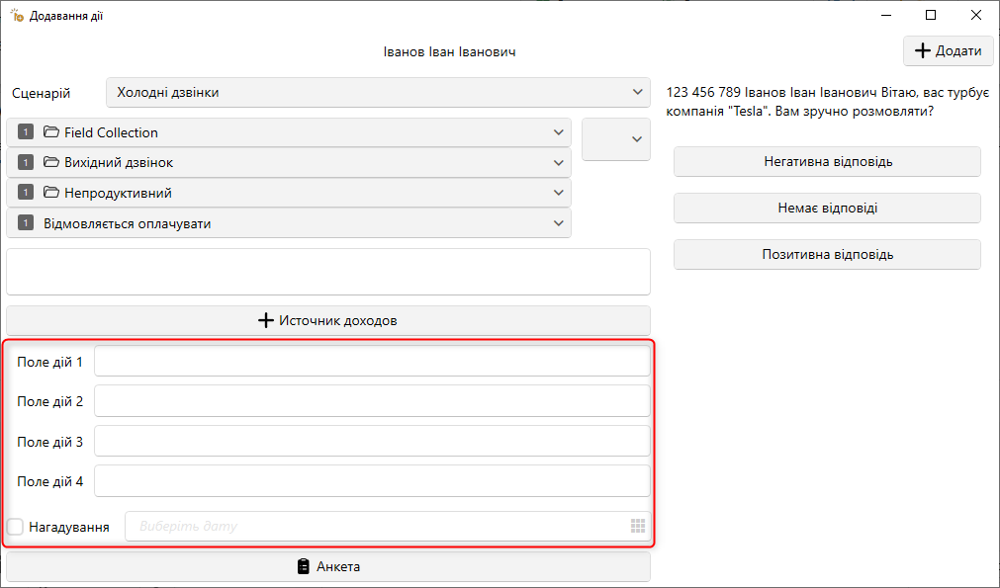 Додавання дії
Іванов Іван Іванович
Додати
Сценарій
Холодні дзвінки
1 Field Collection
1 Вихідний дзвінок
1 Непродуктивний
1 Відмовляється оплачувати
Источник доходов
Поле дій 1
Поле дій 2
Поле дій 3
Поле дій 4
Нагадування
Виберіть дату
Анкета
123 456 789 Іванов Іван Іванович Вітаю, вас турбує
компанія "Tesla". Вам зручно розмовляти?
Негативна відповідь
Немає відповіді
Позитивна відповідь